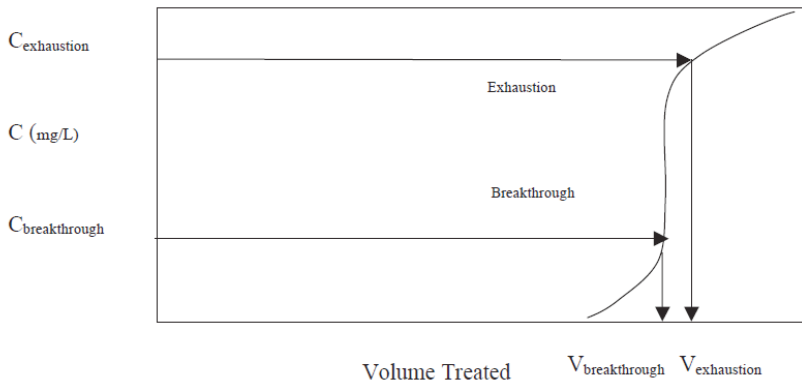 Cexhaustion
Exhaustion
C (mg/L)
Breakthrough
Cbreakthrough
Volume Treated
Vbreakthrough
Vexhaustion